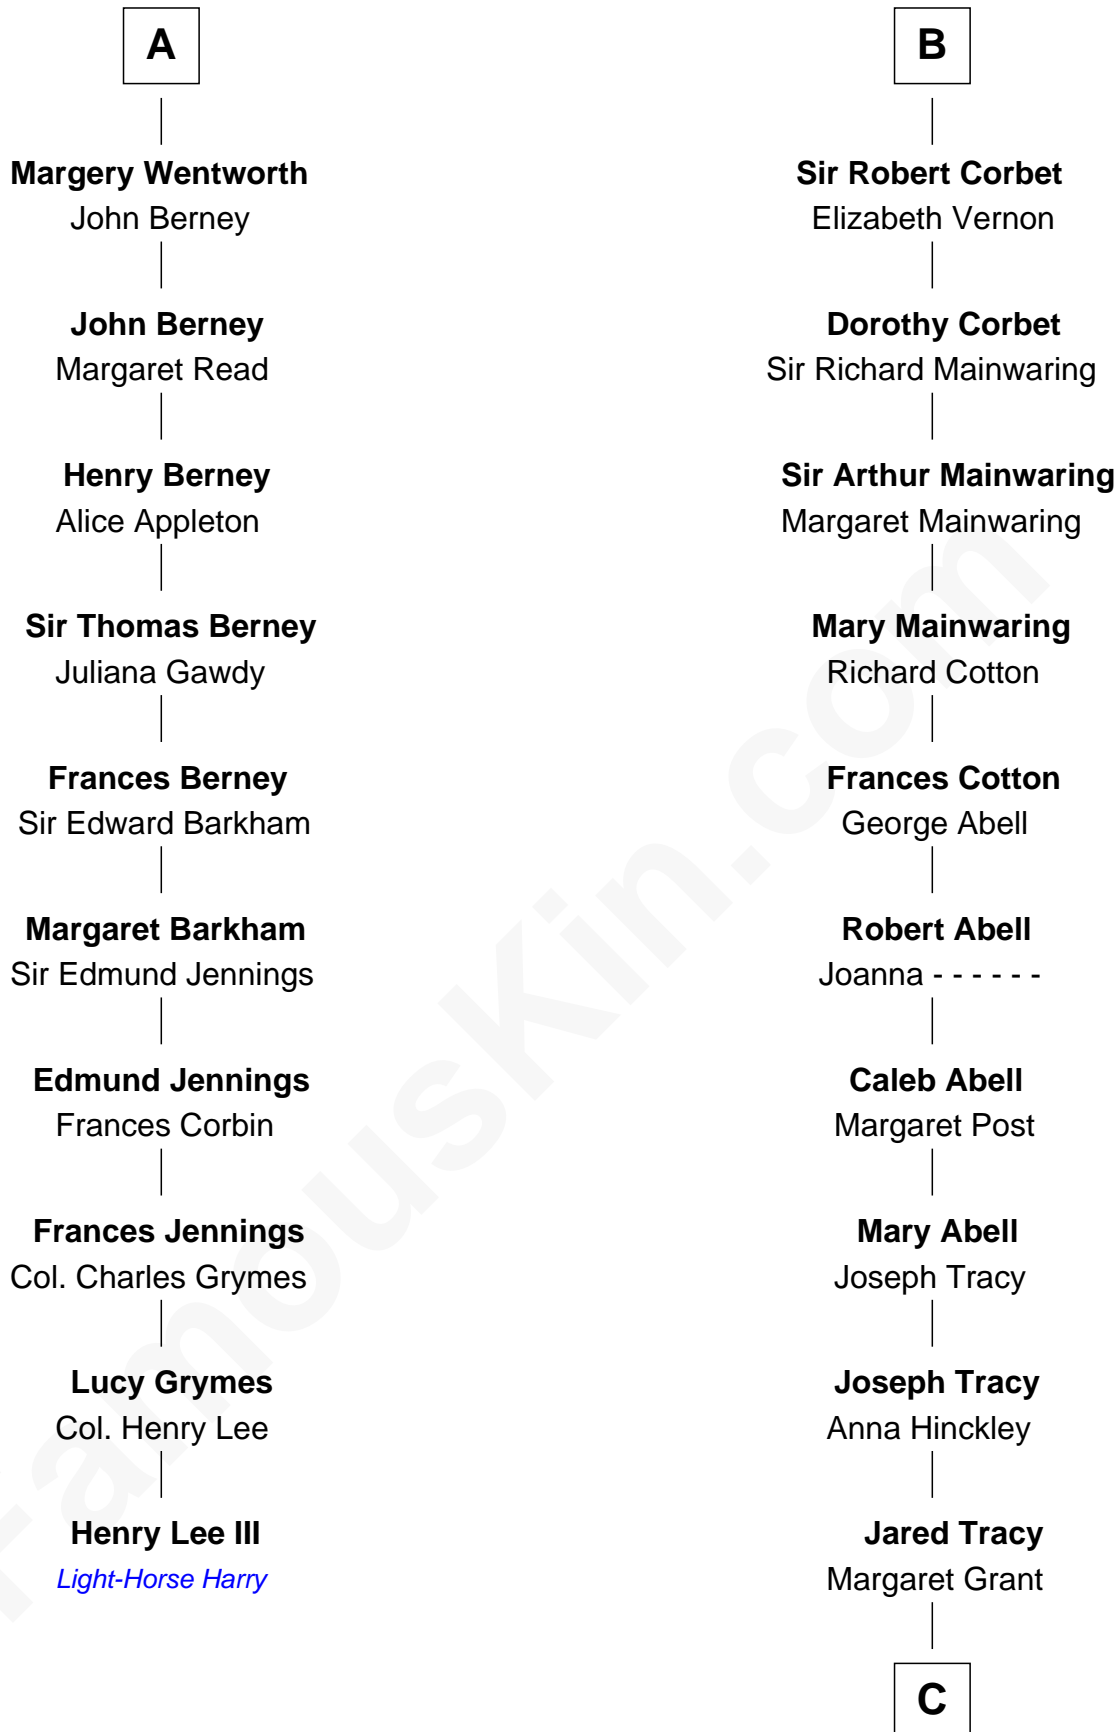 A
Margery Wentworth
John Berney
John Berney
Margaret Read
Henry Berney
Alice Appleton
Sir Thomas Berney
Juliana Gawdy
Frances Berney
Sir Edward Barkham
Margaret Barkham
Sir Edmund Jennings
Edmund Jennings
Frances Corbin
Frances Jennings
Col. Charles Grymes
Lucy Grymes
Col. Henry Lee
Henry Lee III
Light-Horse Harry
B
Sir Robert Corbet
Elizabeth Vernon
Dorothy Corbet
Sir Richard Mainwaring
Sir Arthur Mainwaring
Margaret Mainwaring
Mary Mainwaring
Richard Cotton
Frances Cotton
George Abell
Robert Abell
Joanna - - - - - -
Caleb Abell
Margaret Post
Mary Abell
Joseph Tracy
Joseph Tracy
Anna Hinckley
Jared Tracy
Margaret Grant
C
FamousKin.com